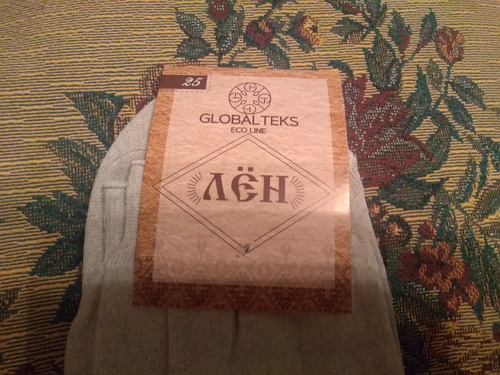 25
GLOBALTEKS
ECO LINE
ЛЁН